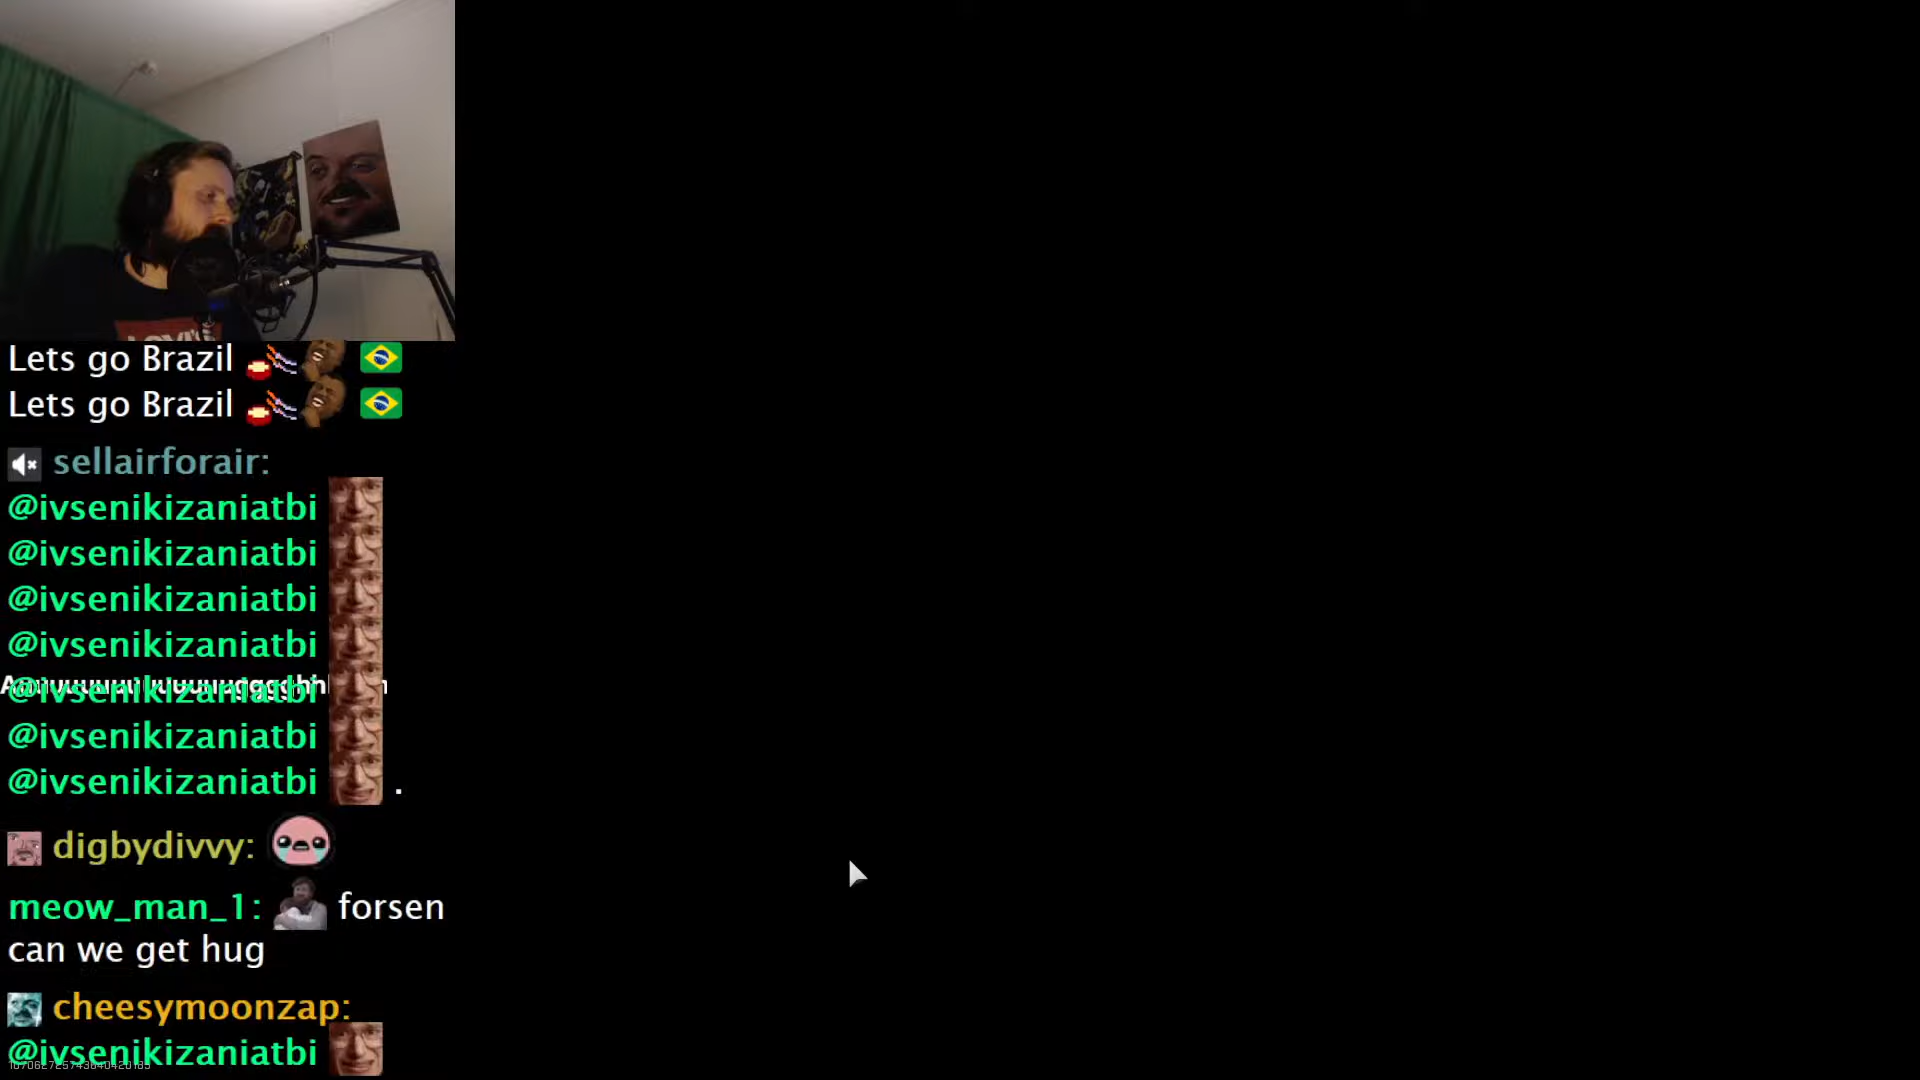 Lets go Brazil
Lets go Brazil
sellairforair:
@ivsenikizaniatbi
@ivsenikizaniatbi
@ivsenikizaniatbi
@ivsenikizaniatbi
@ivsenikizaniatbi
@ivsenikizaniatbi
@ivsenikizaniatbi .
digbydivvy:
meow_man_1: forsen
can we get hug
cheesymoonzap:
@ivsenikizaniatbi